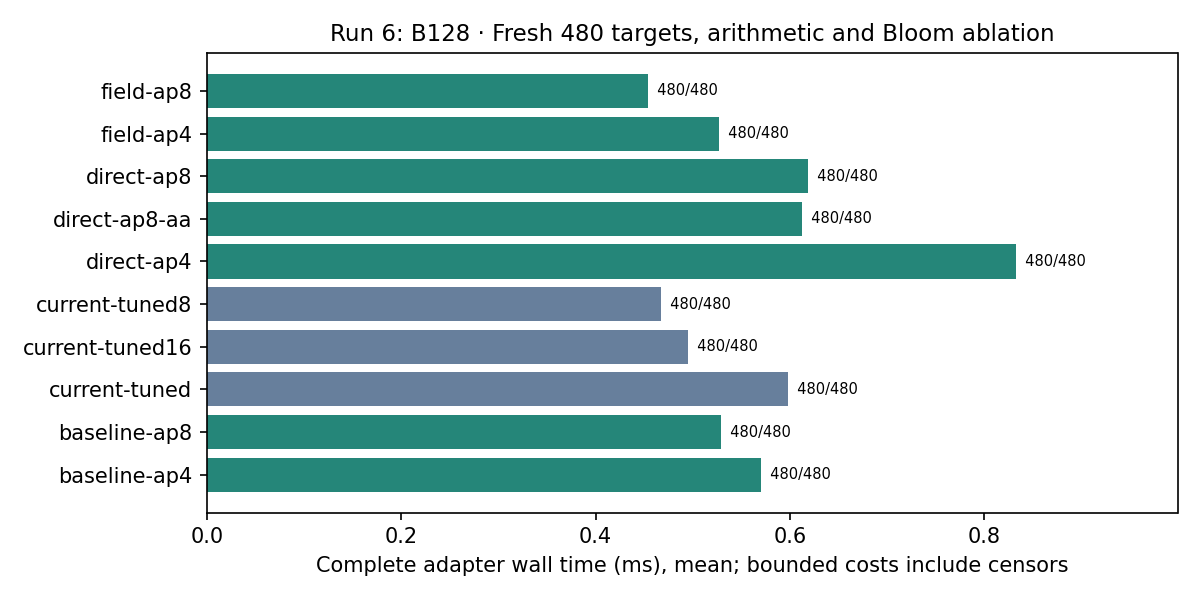 Run 6: B128 · Fresh 480 targets, arithmetic and Bloom ablation
field-ap8 480/480
field-ap4 480/480
direct-ap8 480/480
direct-ap8-aa 480/480
direct-ap4 480/480
current-tuned8 480/480
current-tuned16 480/480
current-tuned 480/480
baseline-ap8 480/480
baseline-ap4 480/480
0.0 0.2 0.4 0.6 0.8
Complete adapter wall time (ms), mean; bounded costs include censors